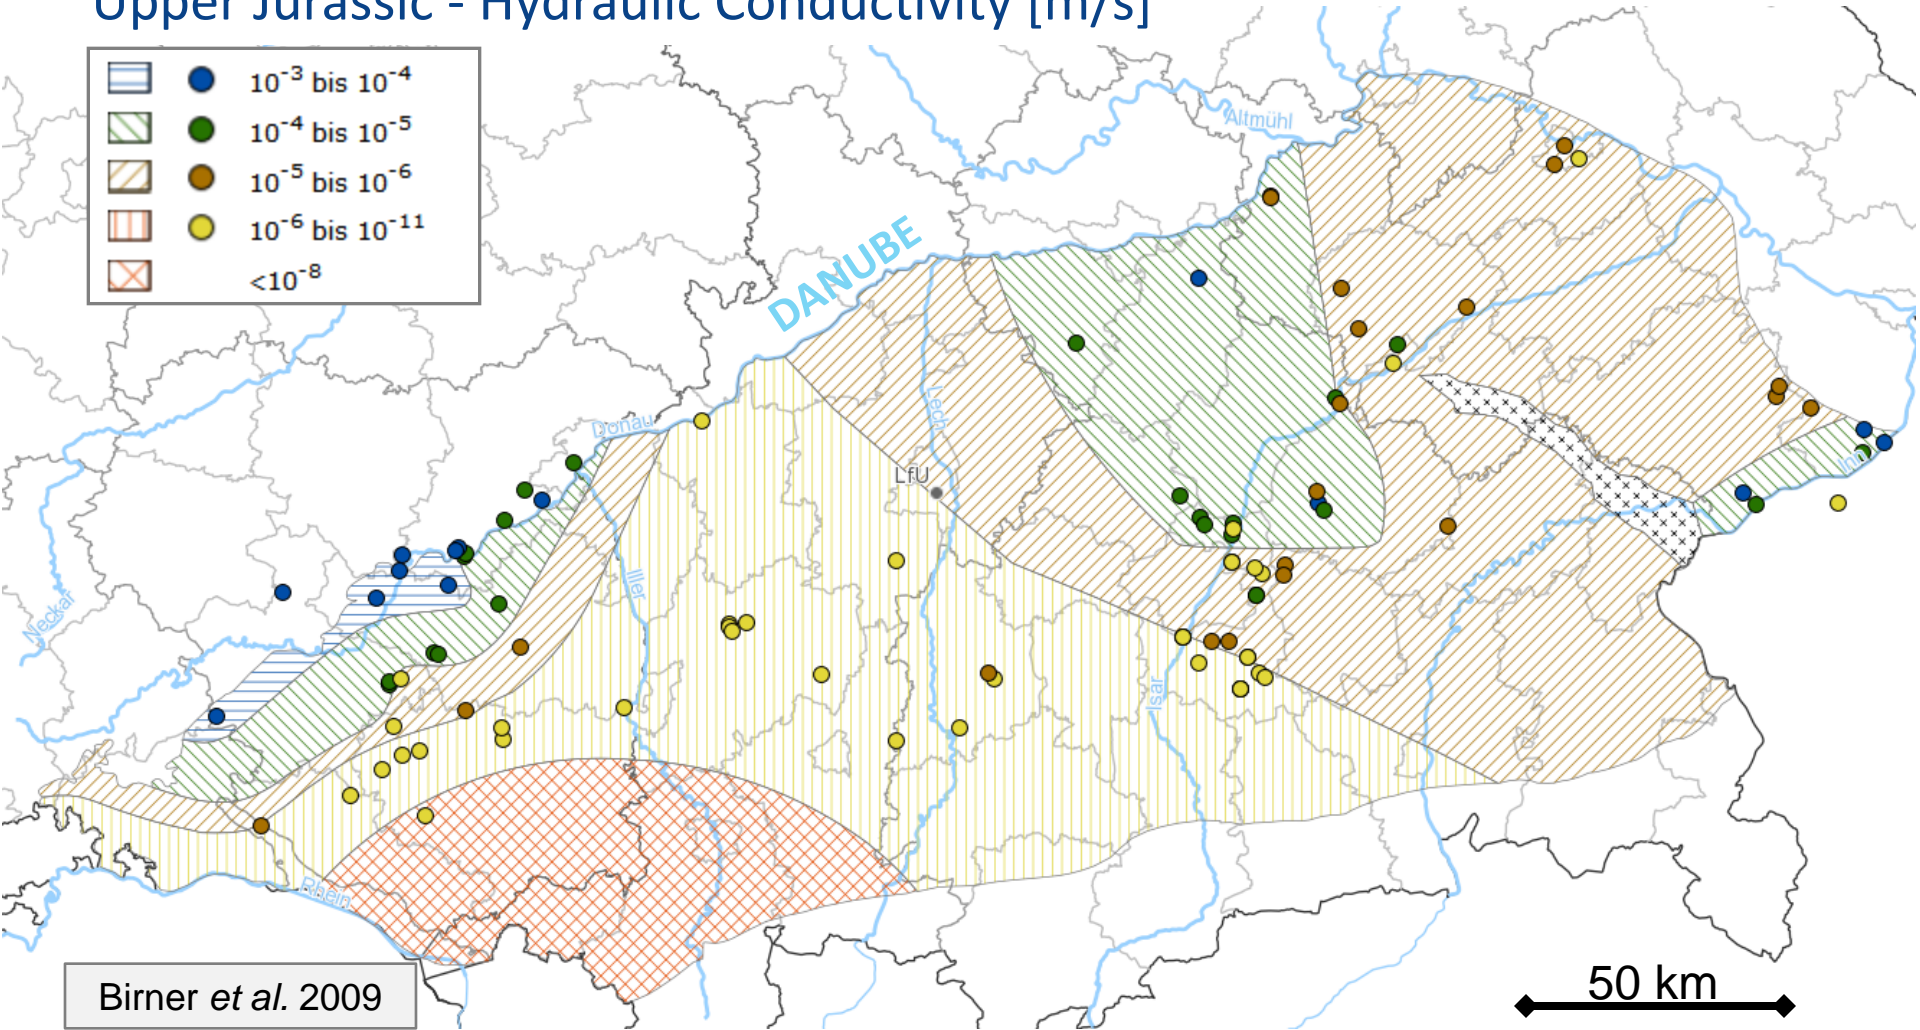 Upper Jurassic - Hydraulic Conductivity [m/s]
10⁻³ bis 10⁻⁴
10⁻⁴ bis 10⁻⁵
10⁻⁵ bis 10⁻⁶
10⁻⁶ bis 10⁻¹¹
<10⁻⁸
Altmühl
DANUBE
Lech
Donau
LfU
Inn
Iller
Neckar
Isar
Rhein
Birner et al. 2009
50 km